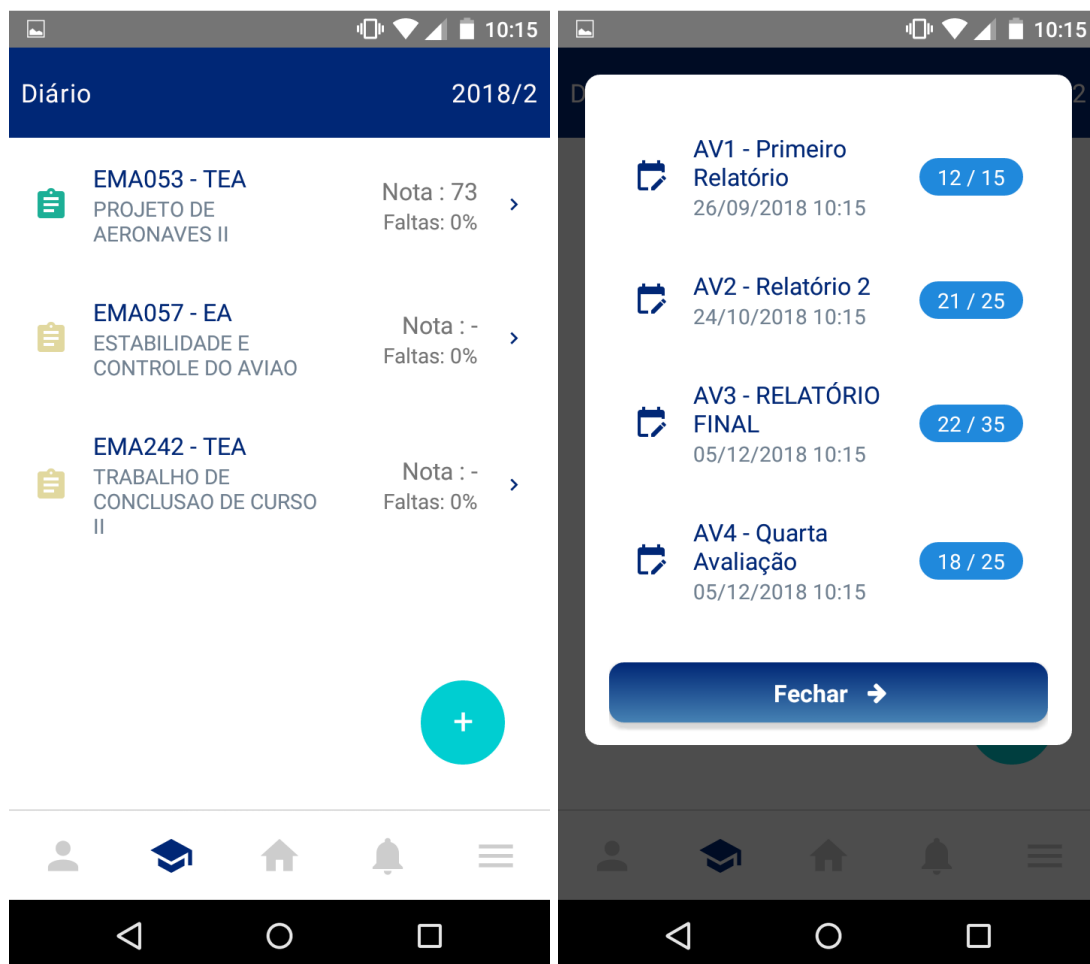 10:15
Diário 2018/2
EMA053 - TEA
PROJETO DE
AERONAVES II
Nota : 73
Faltas: 0%
EMA057 - EA
ESTABILIDADE E
CONTROLE DO AVIAO
Nota : -
Faltas: 0%
EMA242 - TEA
TRABALHO DE
CONCLUSAO DE CURSO
II
Nota : -
Faltas: 0%
+
10:15
D 2
AV1 - Primeiro
Relatório
26/09/2018 10:15
12 / 15
AV2 - Relatório 2
24/10/2018 10:15
21 / 25
AV3 - RELATÓRIO
FINAL
05/12/2018 10:15
22 / 35
AV4 - Quarta
Avaliação
05/12/2018 10:15
18 / 25
Fechar